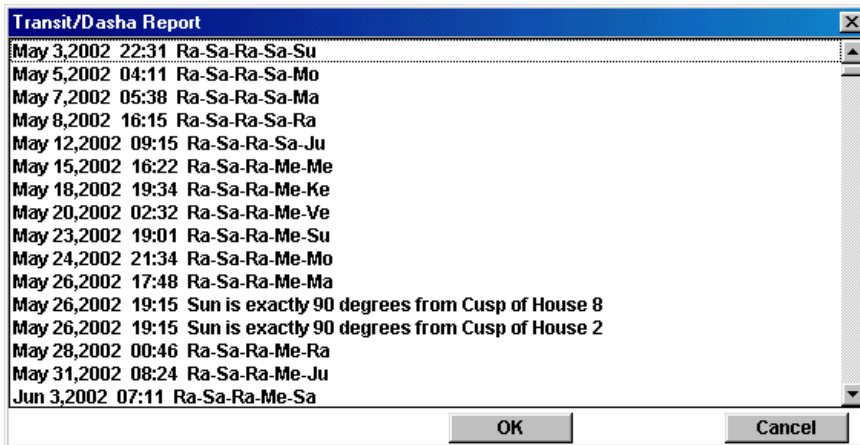 Transit/Dasha Report
May 3,2002 22:31 Ra-Sa-Ra-Sa-Su
May 5,2002 04:11 Ra-Sa-Ra-Sa-Mo
May 7,2002 05:38 Ra-Sa-Ra-Sa-Ma
May 8,2002 16:15 Ra-Sa-Ra-Sa-Ra
May 12,2002 09:15 Ra-Sa-Ra-Sa-Ju
May 15,2002 16:22 Ra-Sa-Ra-Me-Me
May 18,2002 19:34 Ra-Sa-Ra-Me-Ke
May 20,2002 02:32 Ra-Sa-Ra-Me-Ve
May 23,2002 19:01 Ra-Sa-Ra-Me-Su
May 24,2002 21:34 Ra-Sa-Ra-Me-Mo
May 26,2002 17:48 Ra-Sa-Ra-Me-Ma
May 26,2002 19:15 Sun is exactly 90 degrees from Cusp of House 8
May 26,2002 19:15 Sun is exactly 90 degrees from Cusp of House 2
May 28,2002 00:46 Ra-Sa-Ra-Me-Ra
May 31,2002 08:24 Ra-Sa-Ra-Me-Ju
Jun 3,2002 07:11 Ra-Sa-Ra-Me-Sa
OK Cancel